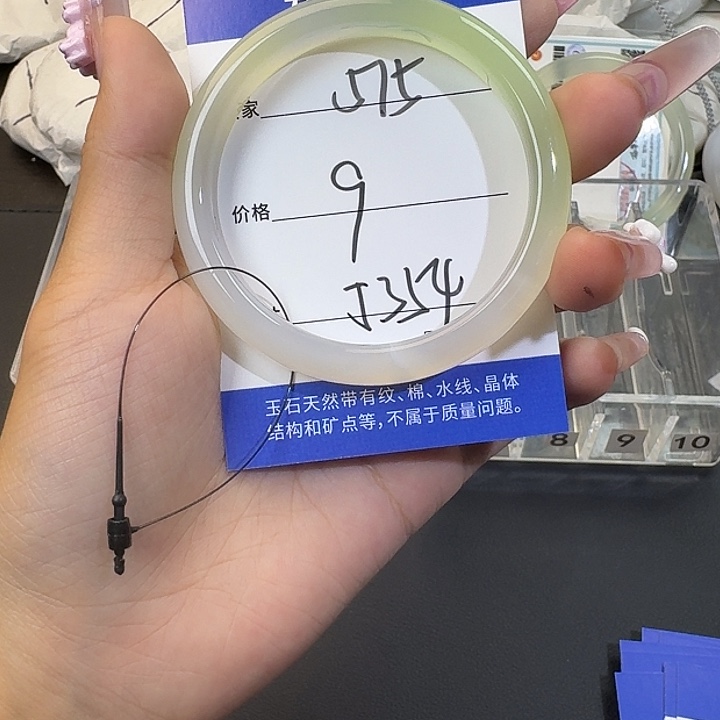 家 575
价格 9
J354
玉石天然带有纹、棉、水线、晶体
结构和矿点等，不属于质量问题。
8 9 10